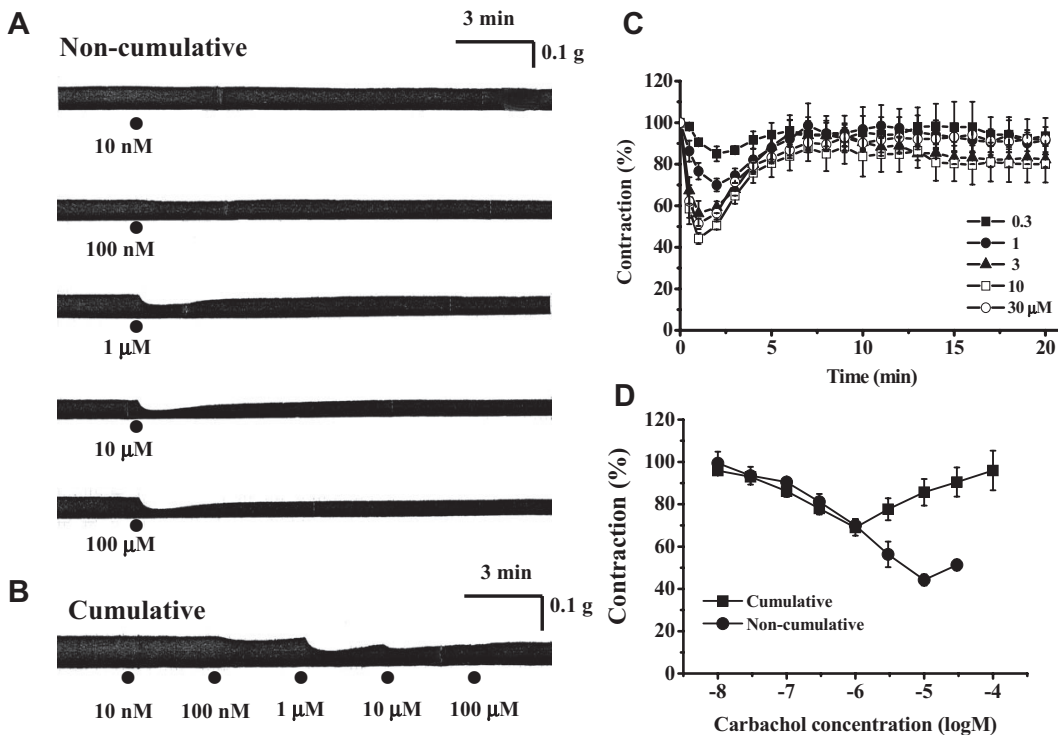 A
Non-cumulative
3 min
0.1 g
10 nM
100 nM
1 μM
10 μM
100 μM
B
Cumulative
3 min
0.1 g
10 nM
100 nM
1 μM
10 μM
100 μM
C
Contraction (%)
120
100
80
60
40
20
0
0
5
10
15
20
Time (min)
0.3
1
3
10
30 μM
D
Contraction (%)
120
100
80
60
40
20
0
-8
-7
-6
-5
-4
Carbachol concentration (logM)
Cumulative
Non-cumulative